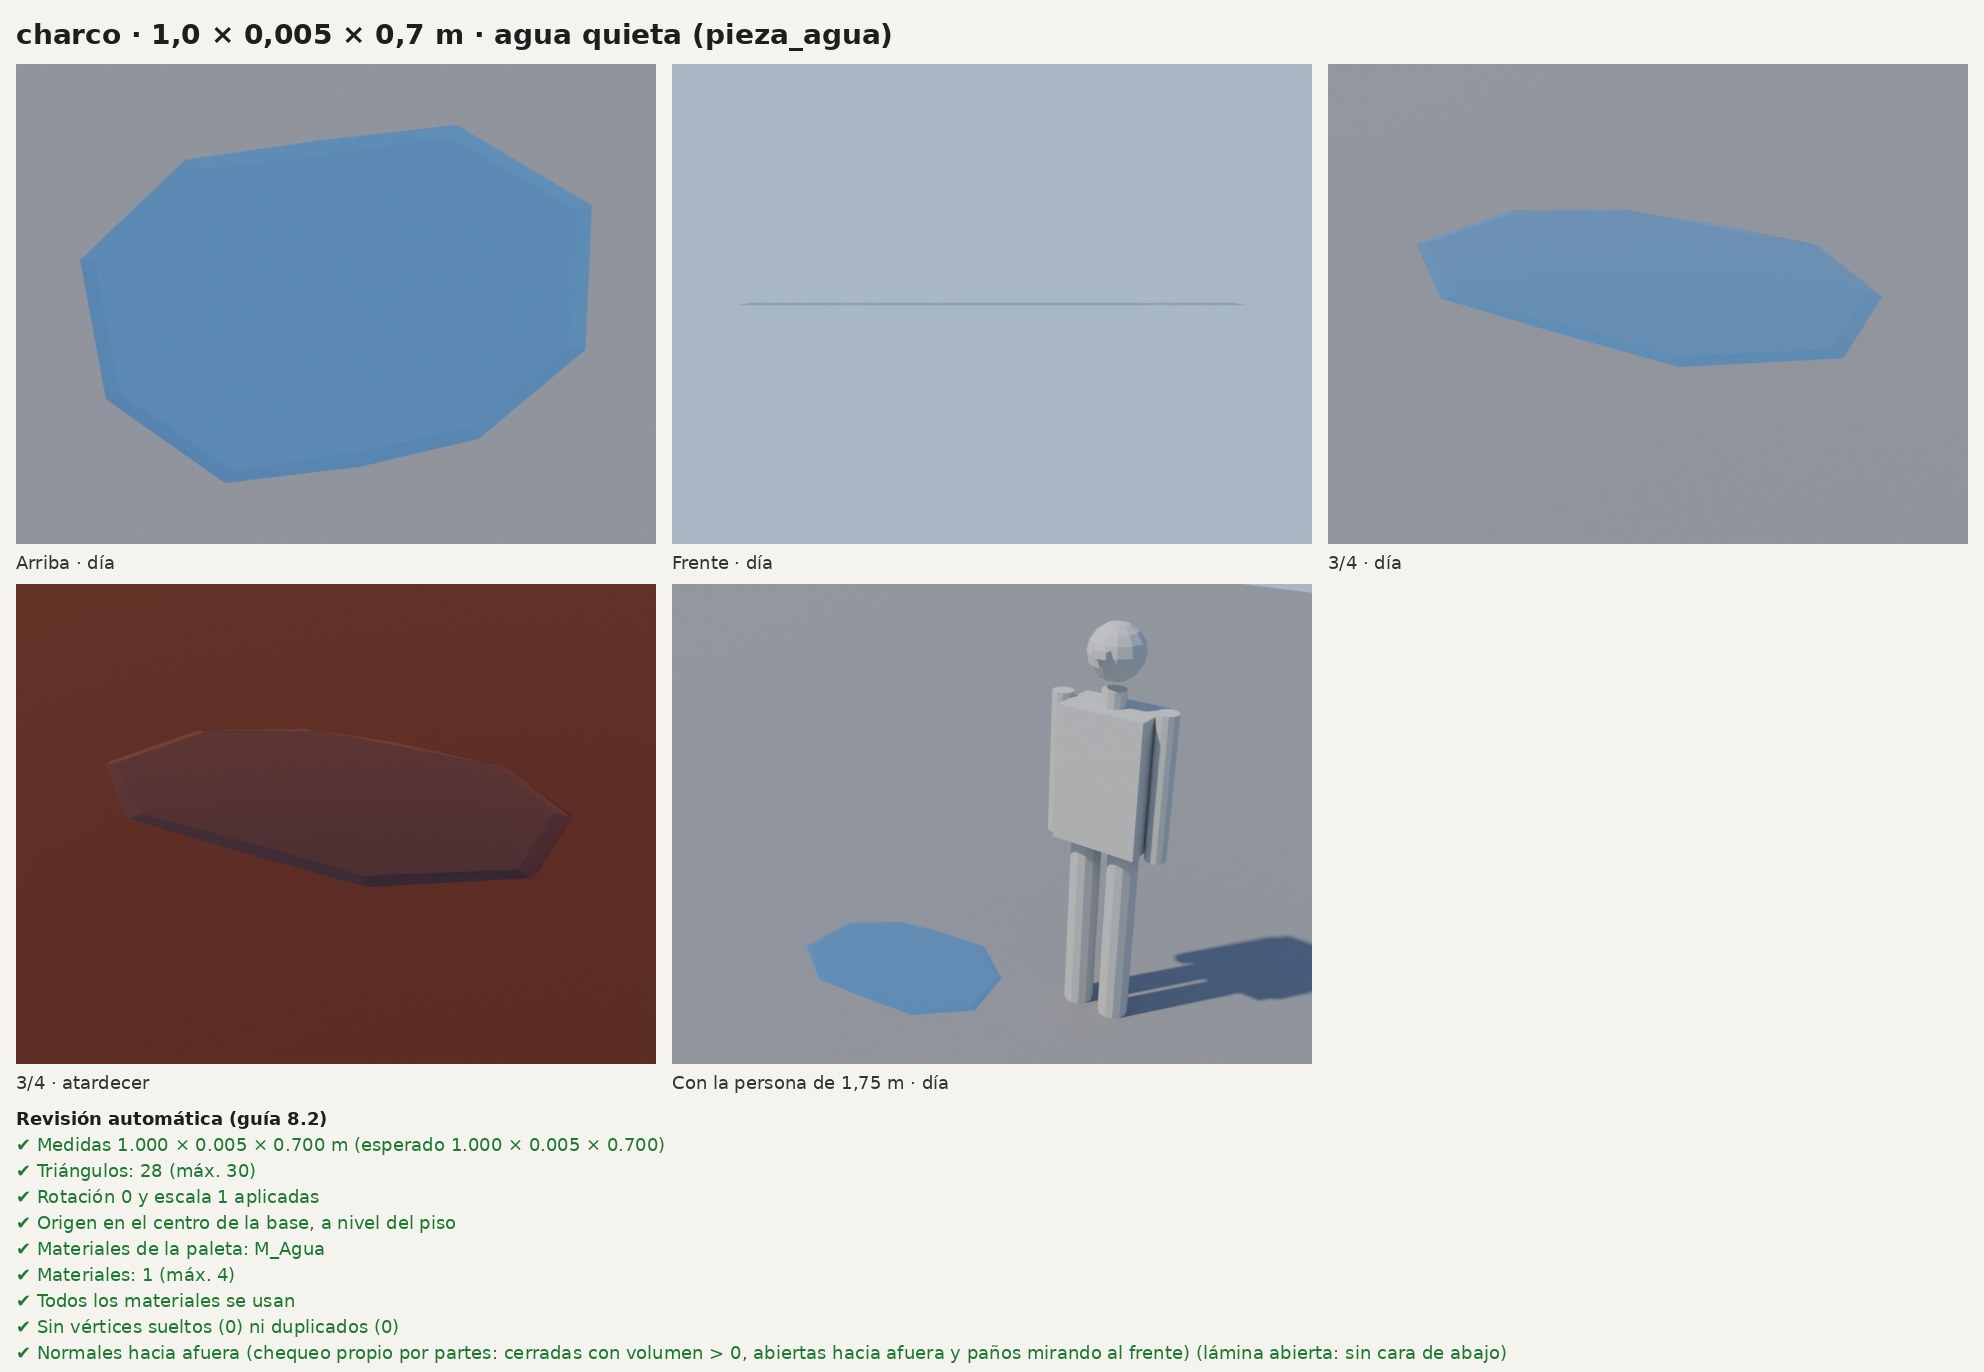 charco · 1,0 × 0,005 × 0,7 m · agua quieta (pieza_agua)
Arriba · día
Frente · día
3/4 · día
3/4 · atardecer
Con la persona de 1,75 m · día
Revisión automática (guía 8.2)
✔ Medidas 1.000 × 0.005 × 0.700 m (esperado 1.000 × 0.005 × 0.700)
✔ Triángulos: 28 (máx. 30)
✔ Rotación 0 y escala 1 aplicadas
✔ Origen en el centro de la base, a nivel del piso
✔ Materiales de la paleta: M_Agua
✔ Materiales: 1 (máx. 4)
✔ Todos los materiales se usan
✔ Sin vértices sueltos (0) ni duplicados (0)
✔ Normales hacia afuera (chequeo propio por partes: cerradas con volumen > 0, abiertas hacia afuera y paños mirando al frente) (lámina abierta: sin cara de abajo)